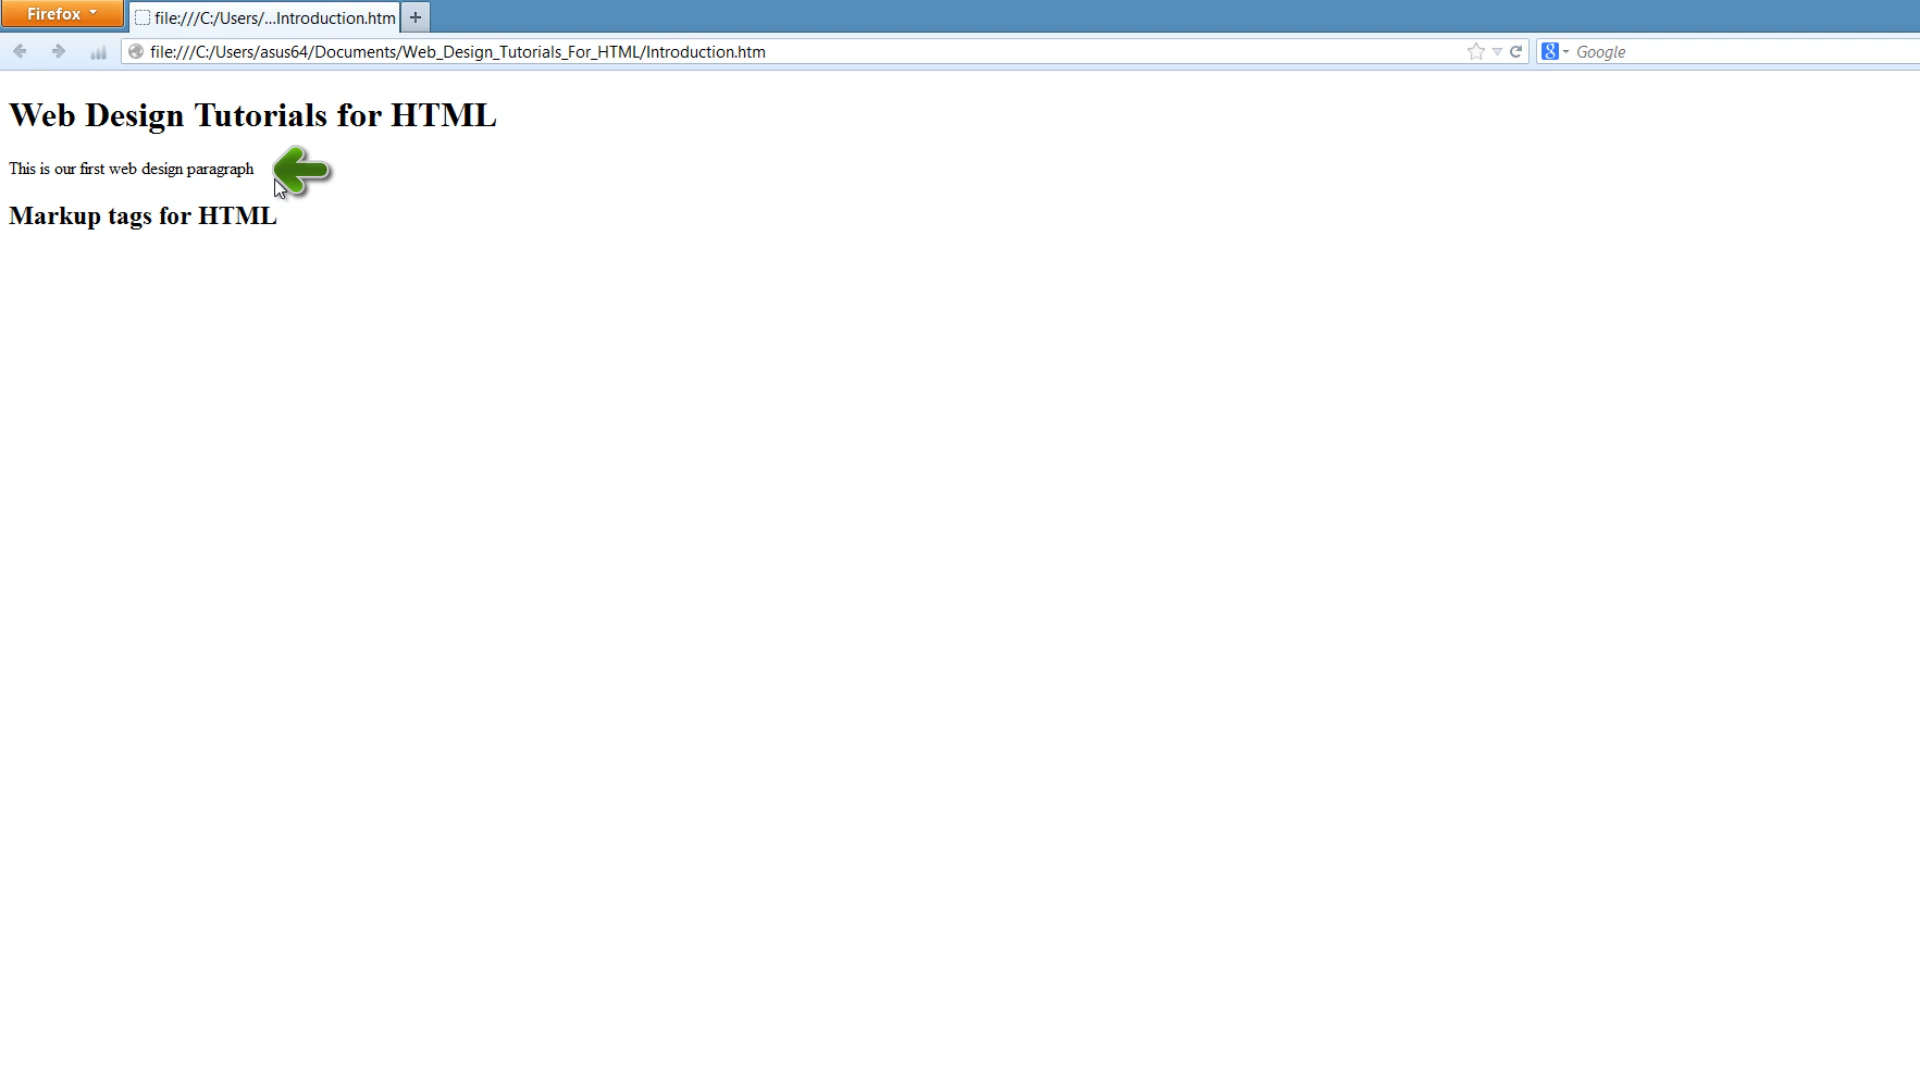 Firefox
file:///C:/Users/...Introduction.htm
file:///C:/Users/asus64/Documents/Web_Design_Tutorials_For_HTML/Introduction.htm
8
Google
Web Design Tutorials for HTML
This is our first web design paragraph
Markup tags for HTML